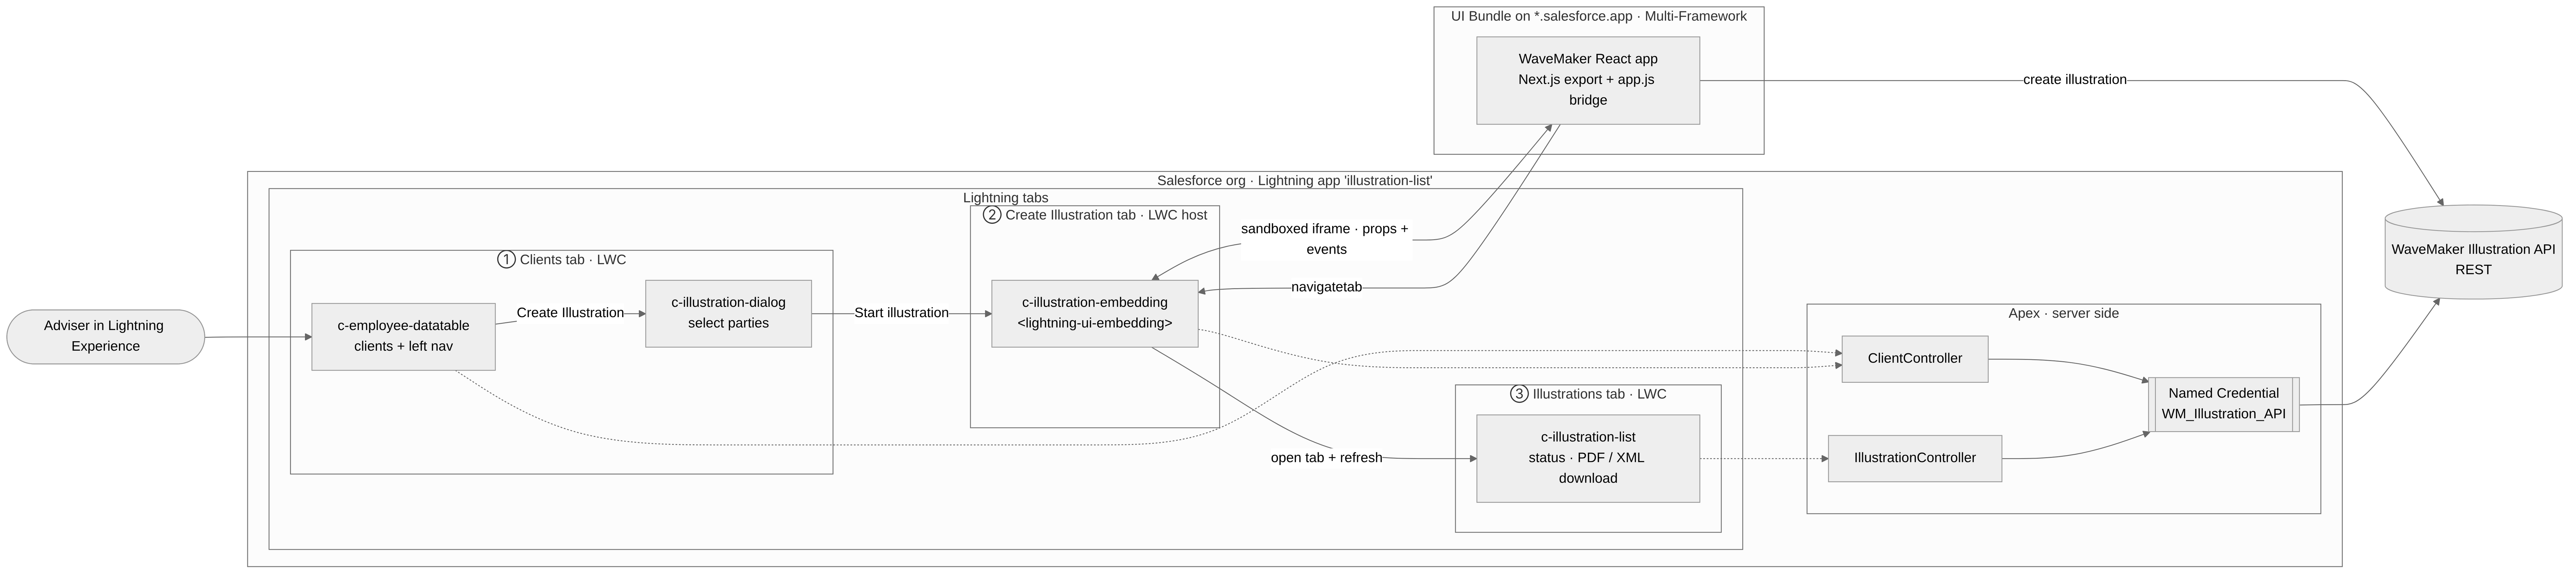 UI Bundle on *.salesforce.app · Multi-Framework
WaveMaker React app
Next.js export + app.js
bridge
create illustration
Salesforce org · Lightning app 'illustration-list'
Lightning tabs
② Create Illustration tab · LWC host
sandboxed iframe · props +
events
navigatetab
① Clients tab · LWC
Adviser in Lightning
Experience
c-employee-datatable
clients + left nav
Create Illustration
c-illustration-dialog
select parties
Start illustration
c-illustration-embedding
<lightning-ui-embedding>
open tab + refresh
③ Illustrations tab · LWC
c-illustration-list
status · PDF / XML
download
Apex · server side
ClientController
IllustrationController
Named Credential
WM_Illustration_API
WaveMaker Illustration API
REST